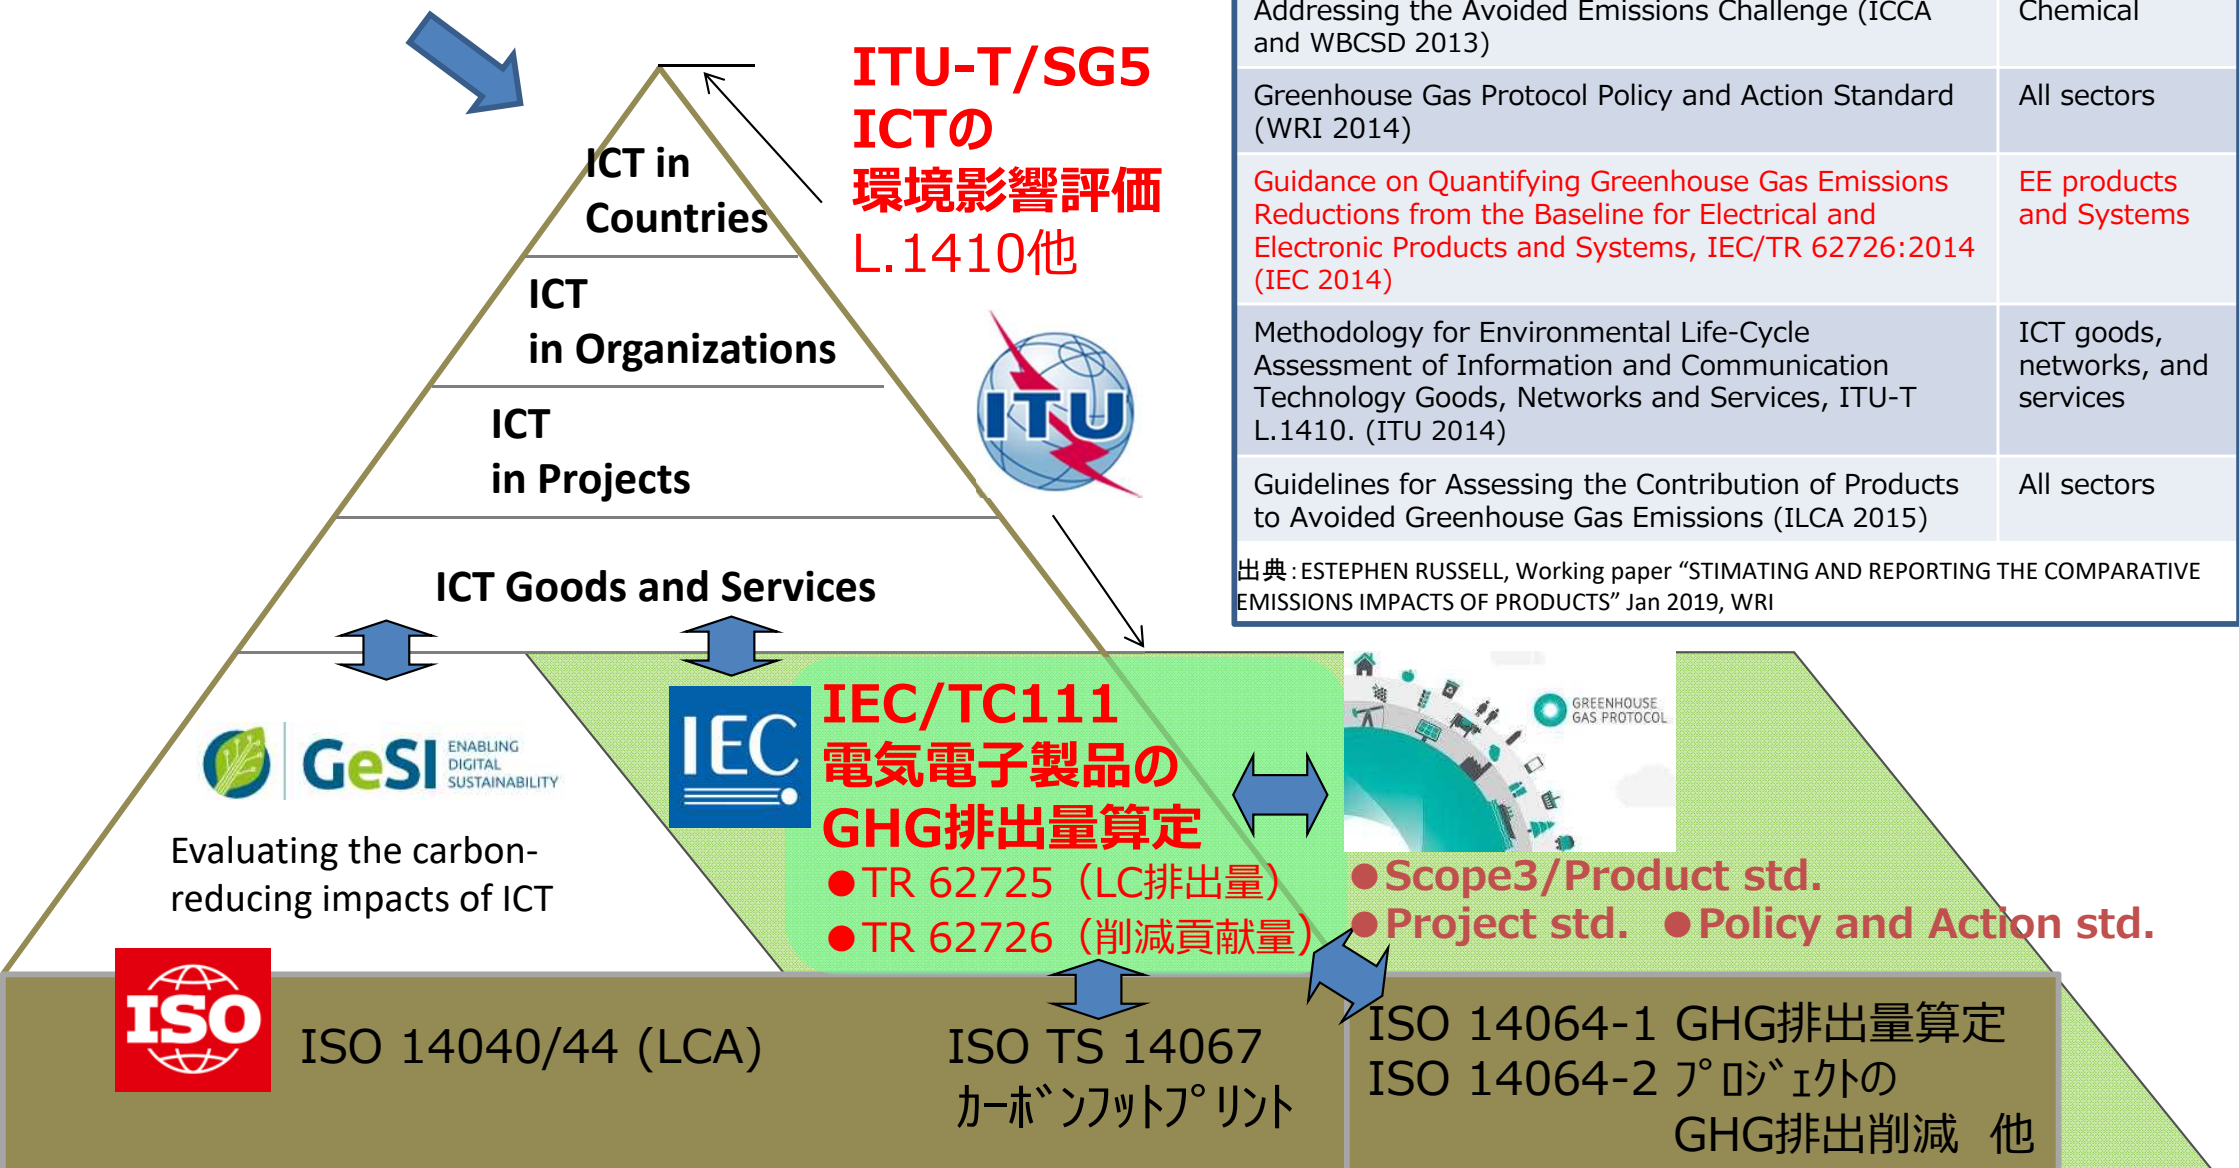 ITU-T/SG5
ICTの
環境影響評価
L.1410他
ICT in
Countries
ICT
in Organizations
ICT
in Projects
ICT Goods and Services
ITU
Addressing the Avoided Emissions Challenge (ICCA
and WBCSD 2013)
Chemical
Greenhouse Gas Protocol Policy and Action Standard
(WRI 2014)
All sectors
Guidance on Quantifying Greenhouse Gas Emissions
Reductions from the Baseline for Electrical and
Electronic Products and Systems, IEC/TR 62726:2014
(IEC 2014)
EE products
and Systems
Methodology for Environmental Life-Cycle
Assessment of Information and Communication
Technology Goods, Networks and Services, ITU-T
L.1410. (ITU 2014)
ICT goods,
networks, and
services
Guidelines for Assessing the Contribution of Products
to Avoided Greenhouse Gas Emissions (ILCA 2015)
All sectors
出典：ESTEPHEN RUSSELL, Working paper “STIMATING AND REPORTING THE COMPARATIVE
EMISSIONS IMPACTS OF PRODUCTS” Jan 2019, WRI
GeSI
ENABLING
DIGITAL
SUSTAINABILITY
Evaluating the carbon-
reducing impacts of ICT
IEC
IEC/TC111
電気電子製品の
GHG排出量算定
●TR 62725（LC排出量）
●TR 62726（削減貢献量）
GREENHOUSE
GAS PROTOCOL
●Scope3/Product std.
●Project std. ●Policy and Action std.
ISO
ISO 14040/44 (LCA)
ISO TS 14067
ｶｰﾎﾞﾝﾌｯﾄﾌﾟﾘﾝﾄ
ISO 14064-1 GHG排出量算定
ISO 14064-2 ﾌﾟﾛｼﾞｪｸﾄの
GHG排出削減 他